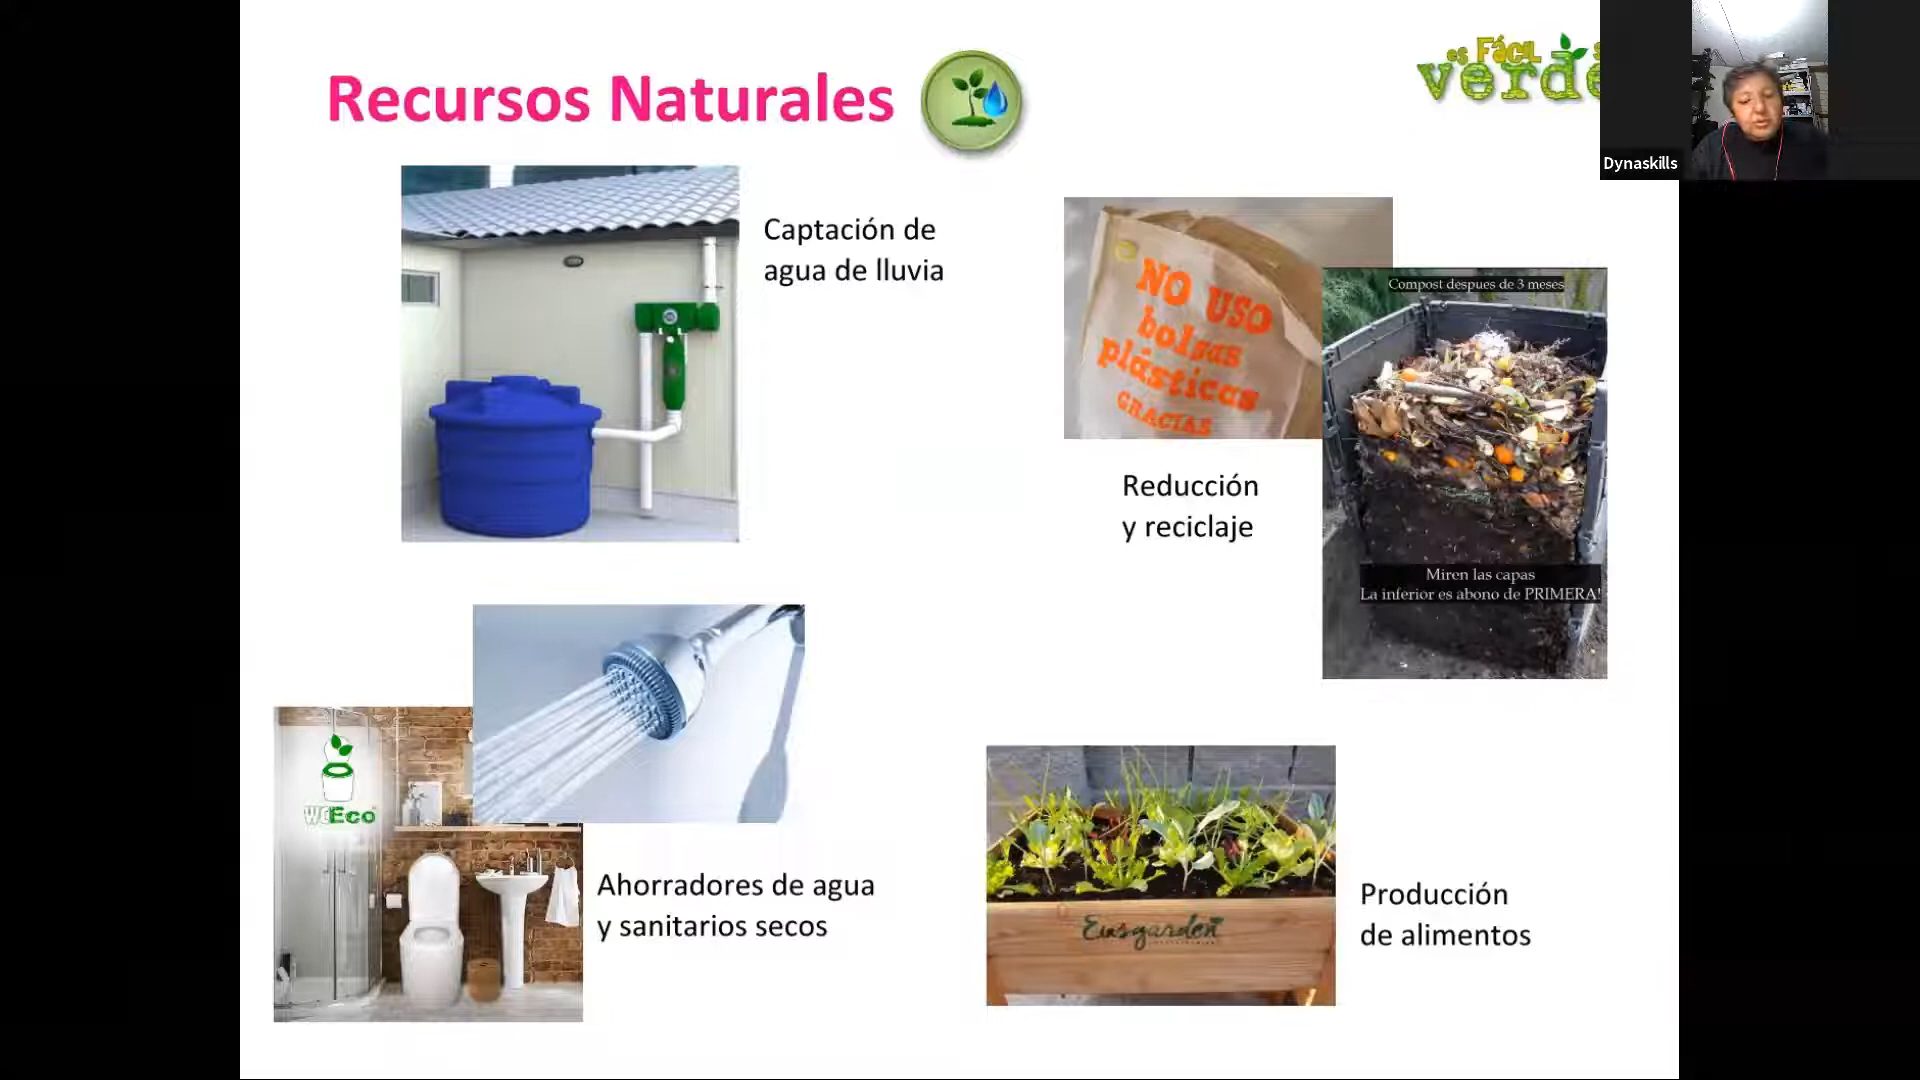 Recursos Naturales
es Fácil
verde
Dynaskills
Captación de
agua de lluvia
NO USO
bolsas
plásticas
GRACIAS
Compost despues de 3 meses
Reducción
y reciclaje
Miren las capas
La inferior es abono de PRIMERA!
WCEco
Ahorradores de agua
y sanitarios secos
Einsgarden
Producción
de alimentos